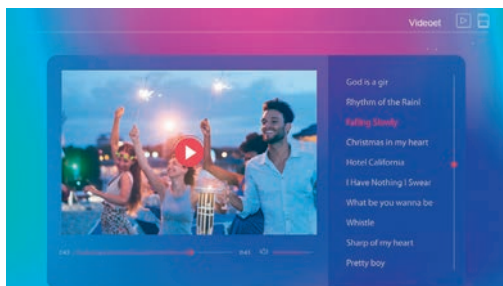 Videoet
God is a gir
Rhythm of the Rainl
Falling Slowly
Christmas in my heart
Hotel California
I Have Nothing I Swear
What be you wanna be
Whistle
Sharp of my heart
Pretty boy